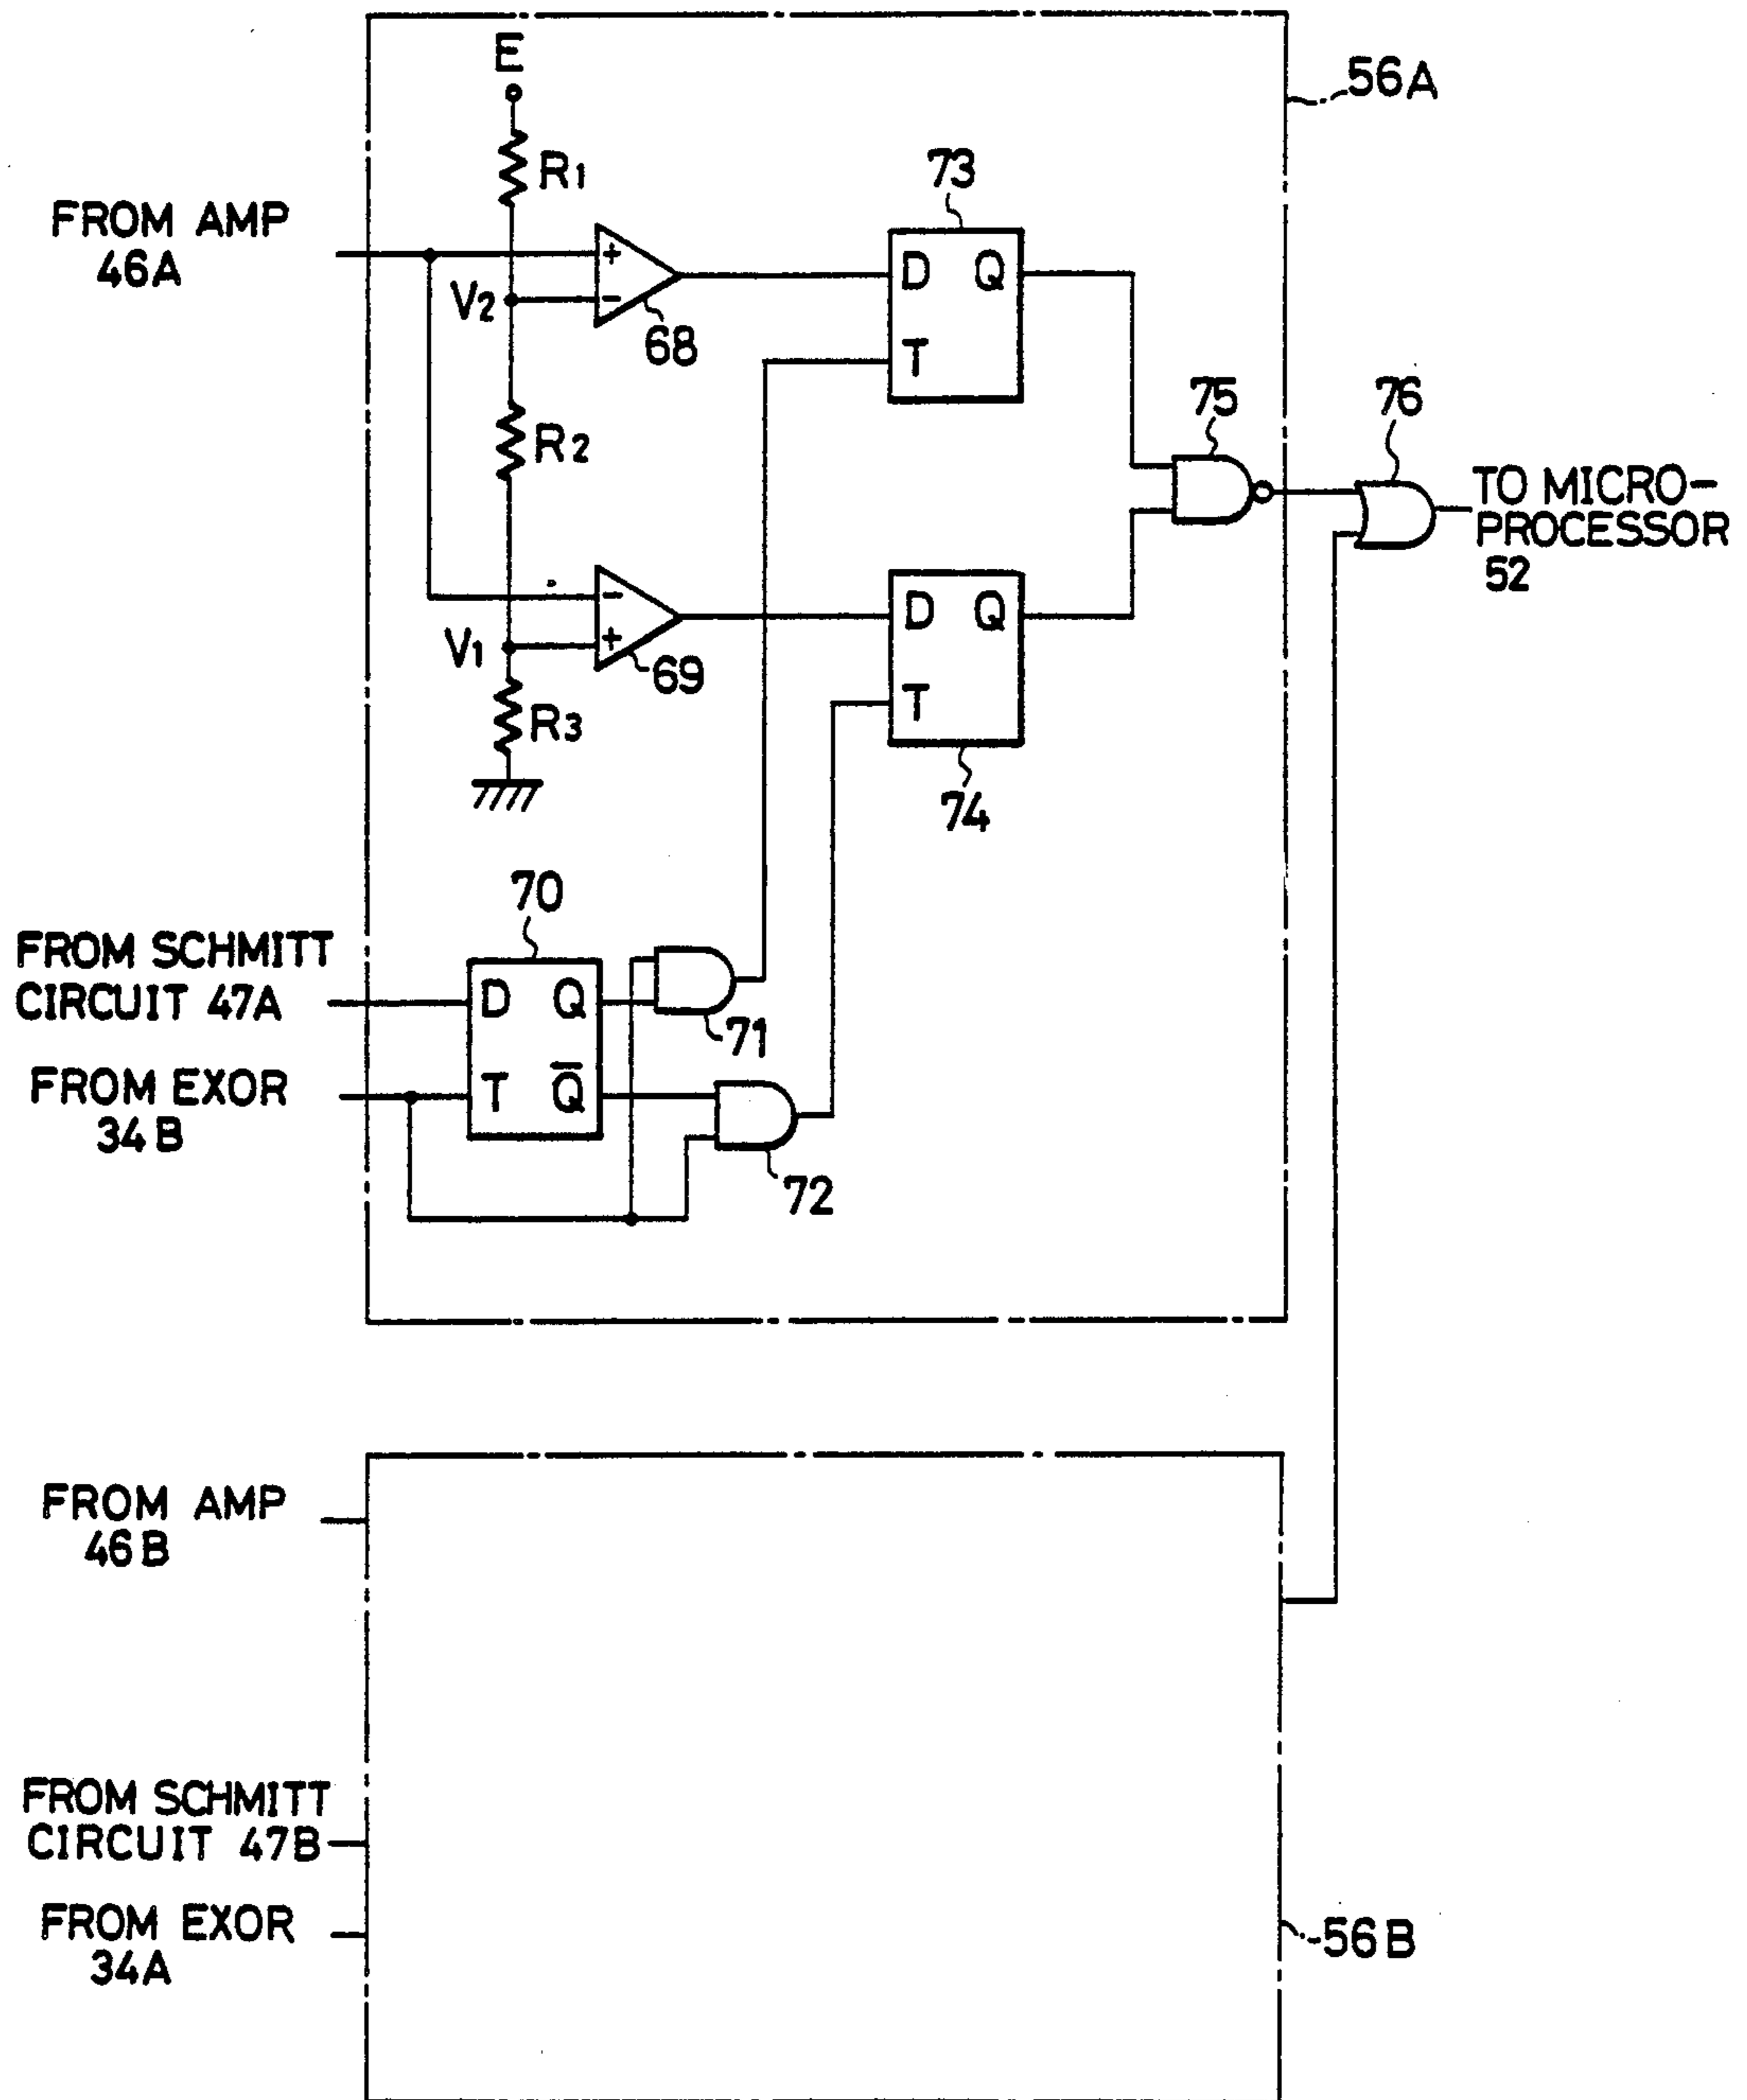 E
56A
R1
73
FROM AMP
46A
D Q
V2
68
T
75
76
R2
TO MICRO-
PROCESSOR
52
D Q
V1
69
T
R3
74
70
FROM SCHMITT
CIRCUIT 47A
D Q
71
FROM EXOR
34B
T Q̅
72
FROM AMP
46B
FROM SCHMITT
CIRCUIT 47B
FROM EXOR
34A
56B